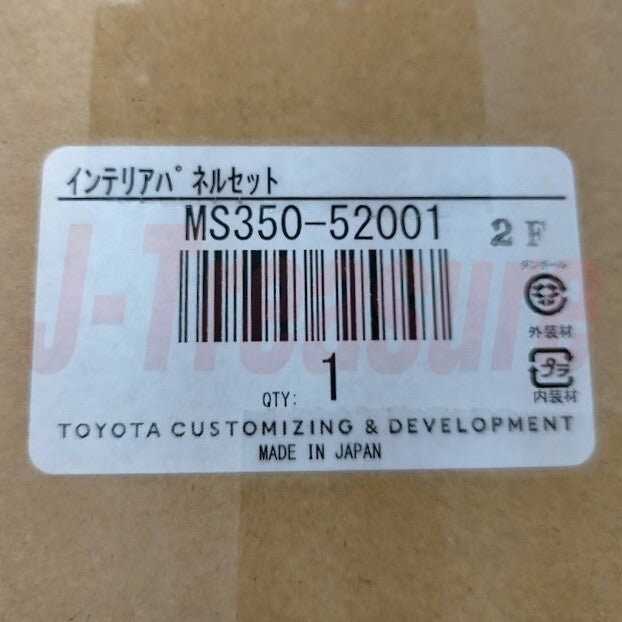 インテリアパネルセット
MS350-52001
2F
ダンボール
外装材
プラ
内装材
QTY: 1
TOYOTA CUSTOMIZING & DEVELOPMENT
MADE IN JAPAN
J-Treasure